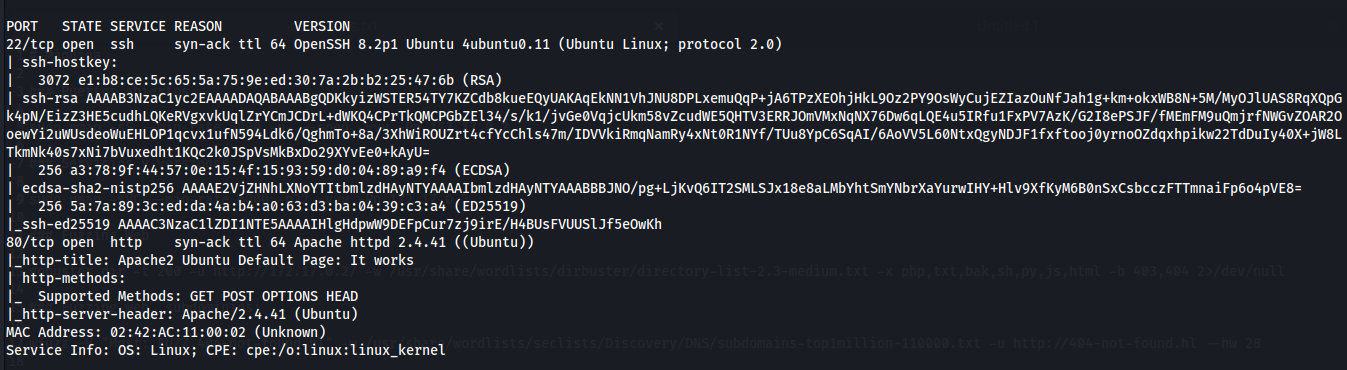 PORT   STATE SERVICE REASON         VERSION
22/tcp open  ssh     syn-ack ttl 64 OpenSSH 8.2p1 Ubuntu 4ubuntu0.11 (Ubuntu Linux; protocol 2.0)
| ssh-hostkey:
|   3072 e1:b8:ce:5c:65:5a:75:9e:ed:30:7a:2b:b2:25:47:6b (RSA)
| ssh-rsa AAAAB3NzaC1yc2EAAAADAQABAAABgQDKkyizWSTER54TY7KZCdb8kueEQyUAKAqEkNN1VhJNU8DPLxemuQqP+jA6TPzXEOhjHkL9Oz2PY9OsWyCujEZIazOuNfJah1g+km+okxWB8N+5M/MyOJlUAS8RqXQpG
k4pN/EizZ3HE5cudhLQKeRVgxvkUqlZrYCmJCDrL+dWKQ4CPrTkQMCPGbZEl34/s/k1/jvGe0VqjcUkm58vZcudWE5QHTV3ERRJOmVMxNqNX76Dw6qLQE4u5IRfu1FxPV7AzK/G2I8ePSJF/fMEmFM9uQmjrfNWGvZOAR2O
oewYi2uWUsdeoWuEHLOP1qcvx1ufN594Ldk6/QghmTo+8a/3XhWiROUZrt4cfYcChls47m/IDVVkiRmqNamRy4xNt0R1NYf/TUu8YpC6SqAI/6AoVV5L60NtxQgyNDJF1fxftooj0yrnoOZdqxhpikw22TdDuIy40X+jW8L
TkmNk40s7xNi7bVuxedht1KQc2k0JSpVsMkBxDo29XYvEe0+kAyU=
|   256 a3:78:9f:44:57:0e:15:4f:15:93:59:d0:04:89:a9:f4 (ECDSA)
| ecdsa-sha2-nistp256 AAAAE2VjZHNhLXNoYTItbmlzdHAyNTYAAAAIbmlzdHAyNTYAAABBBJNO/pg+LjKvQ6IT2SMLSJx18e8aLMbYhtSmYNbrXaYurwIHY+Hlv9XfKyM6B0nSxCsbcczFTTmnaiFp6o4pVE8=
|   256 5a:7a:89:3c:ed:da:4a:b4:a0:63:d3:ba:04:39:c3:a4 (ED25519)
|_ssh-ed25519 AAAAC3NzaC1lZDI1NTE5AAAAIHlgHdpwW9DEFpCur7zj9irE/H4BUsFVUUSlJf5eOwKh
80/tcp open  http    syn-ack ttl 64 Apache httpd 2.4.41 ((Ubuntu))
|_http-title: Apache2 Ubuntu Default Page: It works
| http-methods:
|_  Supported Methods: GET POST OPTIONS HEAD
|_http-server-header: Apache/2.4.41 (Ubuntu)
MAC Address: 02:42:AC:11:00:02 (Unknown)
Service Info: OS: Linux; CPE: cpe:/o:linux:linux_kernel